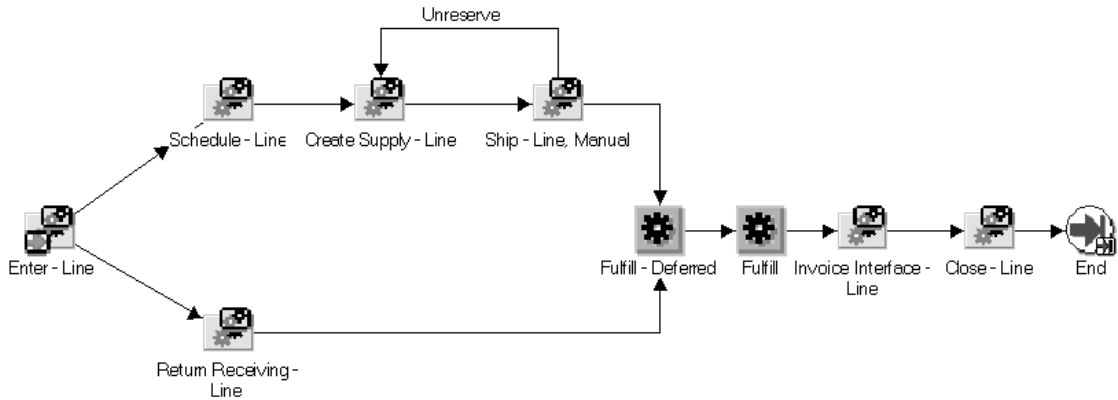 Unreserve
Schedule - Line
Create Supply - Line
Ship - Line, Manual
Enter - Line
Fulfill - Deferred
Fulfill
Invoice Interface -
Line
Close - Line
End
Return Receiving -
Line